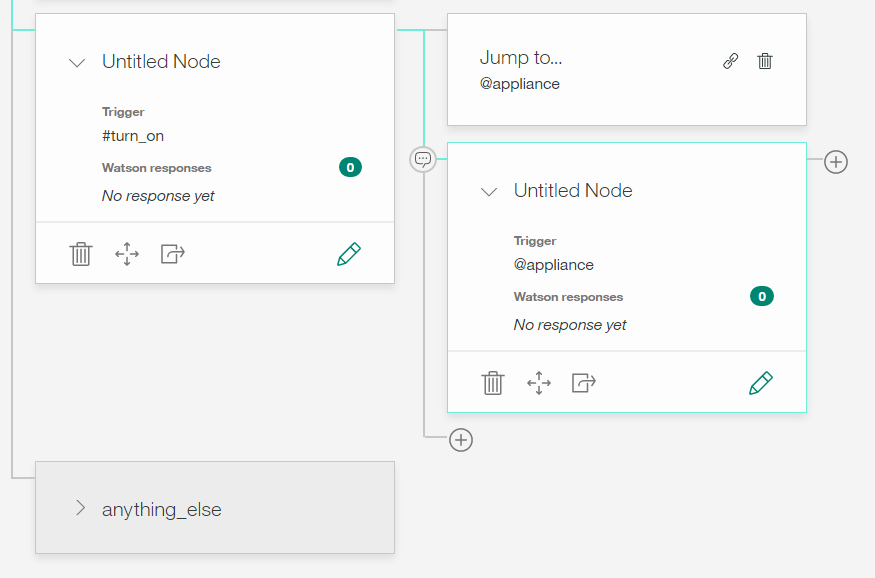 Untitled Node
Trigger
#turn_on
Watson responses
0
No response yet
Jump to...
@appliance
Untitled Node
Trigger
@appliance
Watson responses
0
No response yet
anything_else